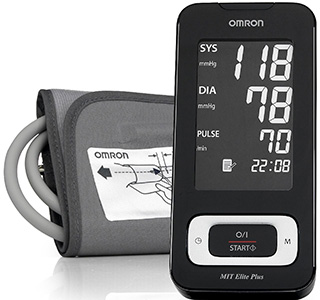 OMRON
SYS
mmHg
118
DIA
mmHg
78
PULSE
/min
70
22:08
O/I
START
M
MIT Elite Plus
OMRON